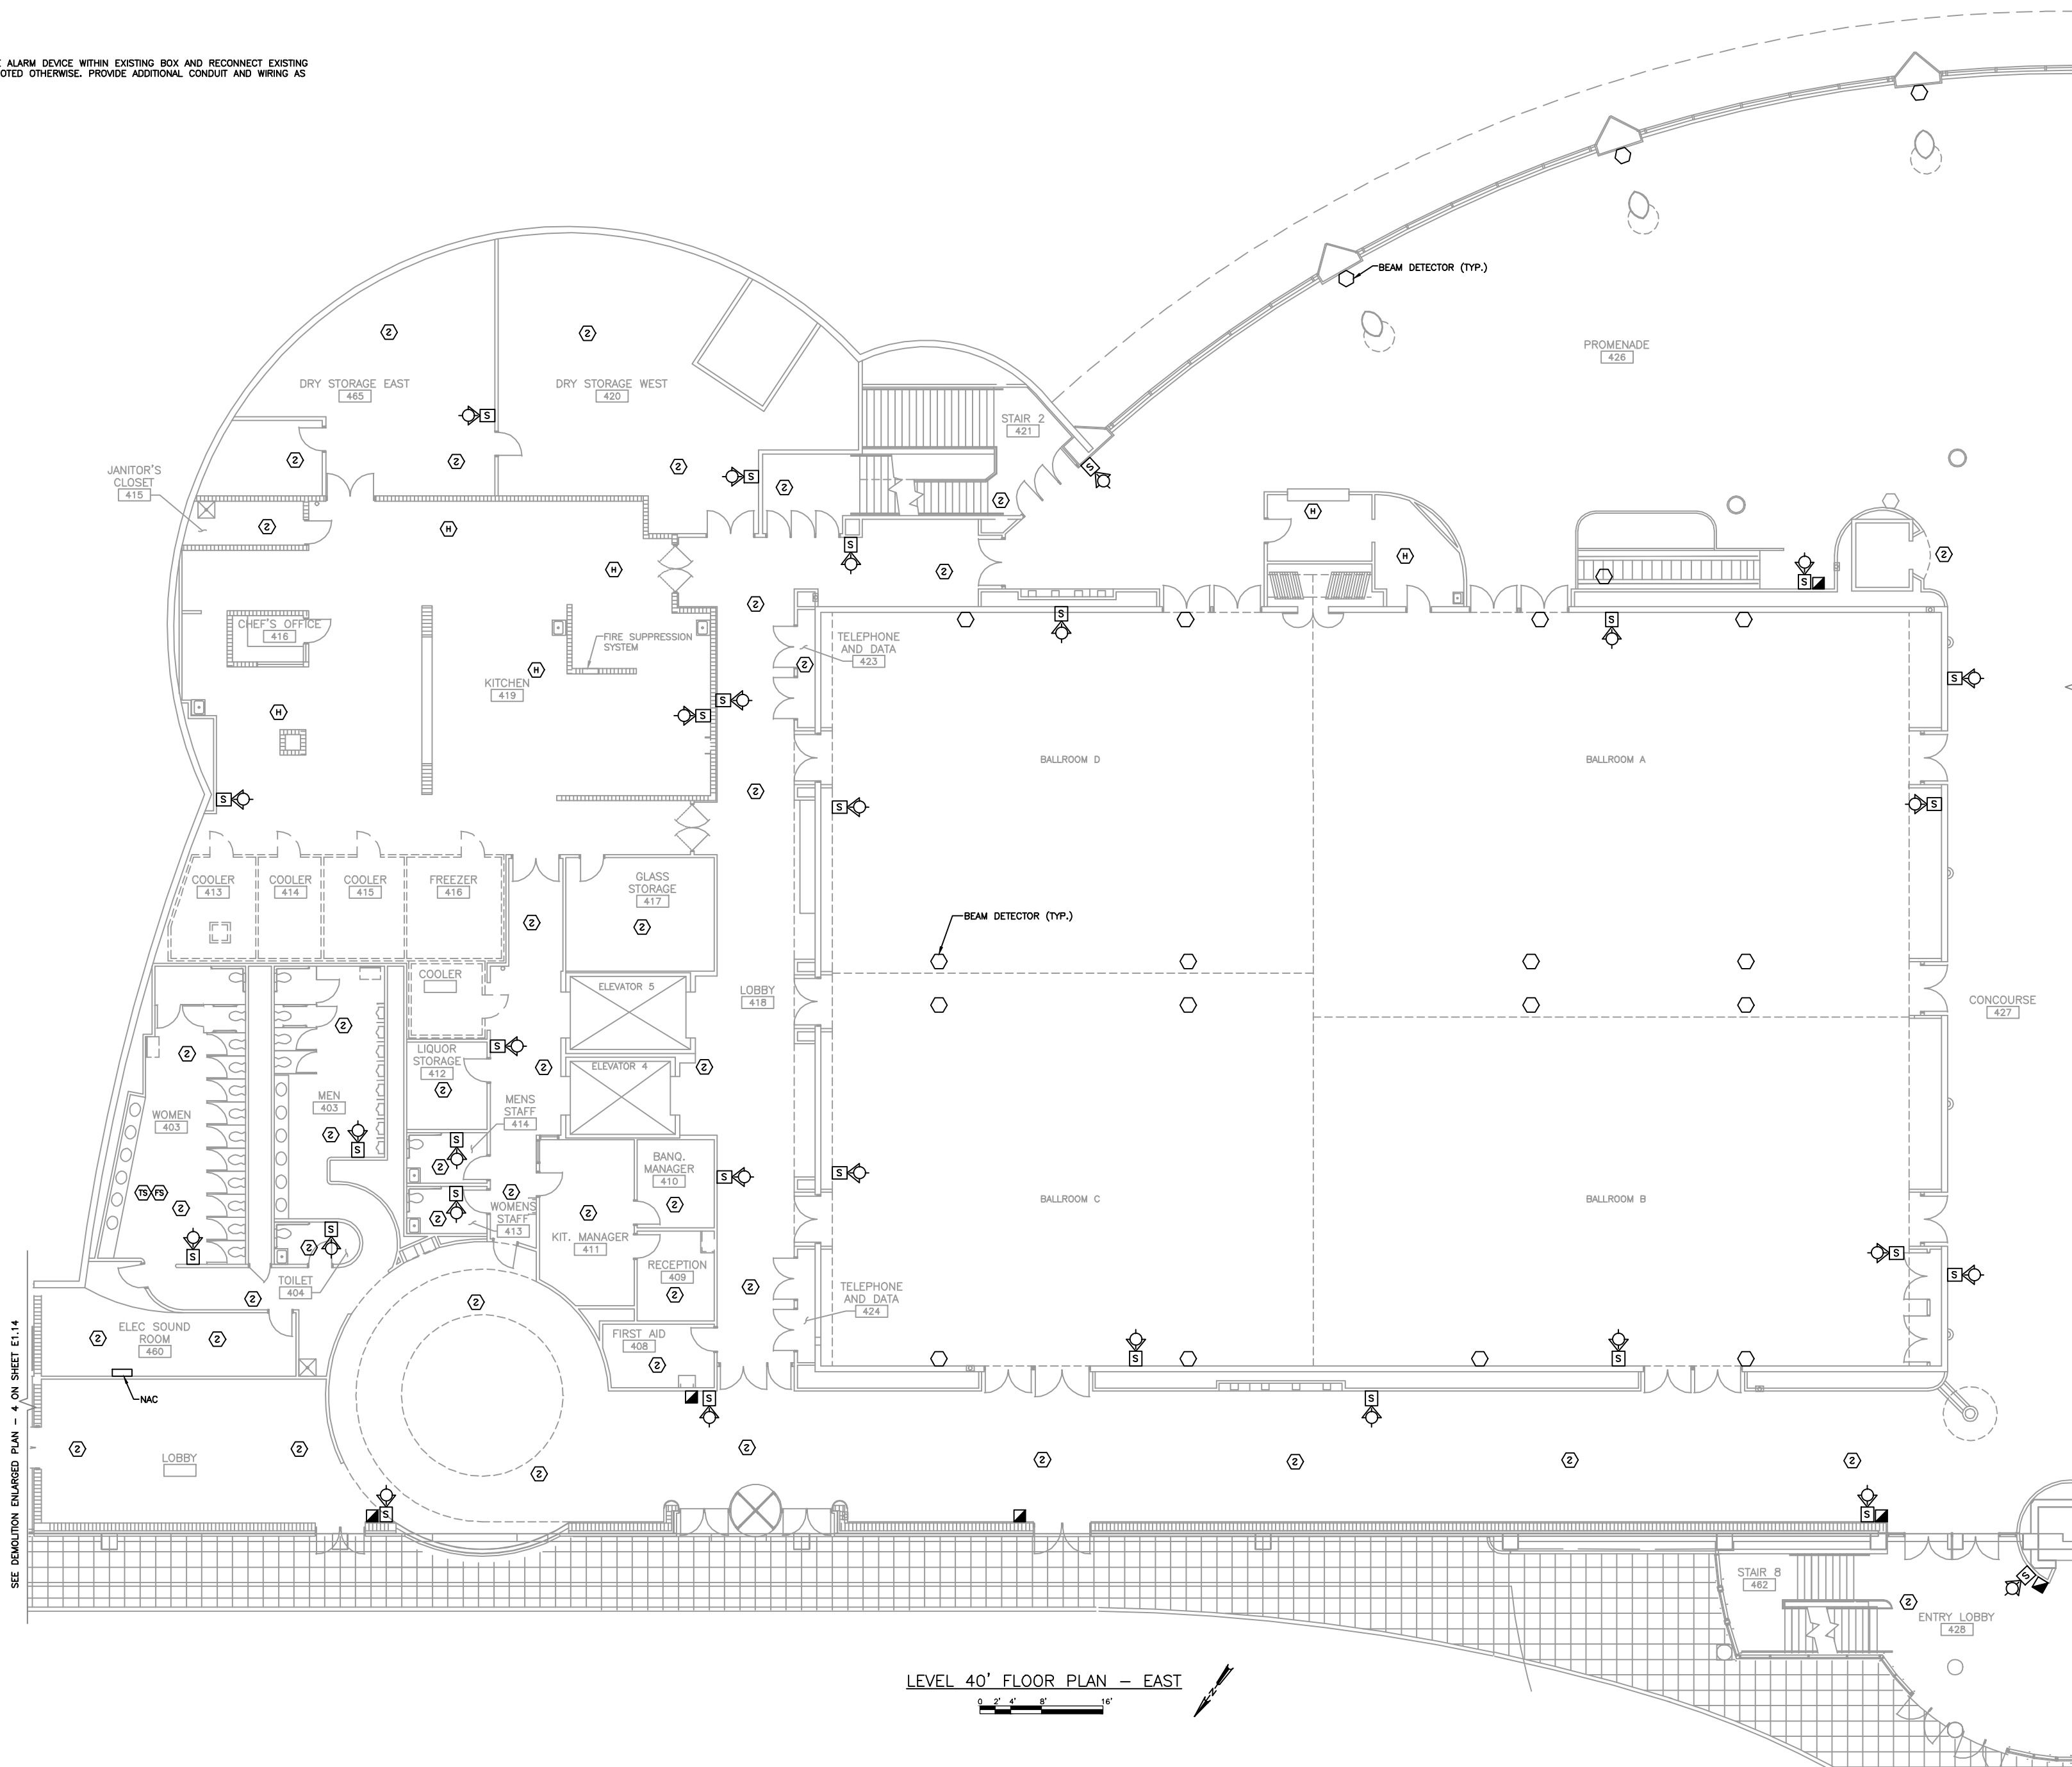 ALARM DEVICE WITHIN EXISTING BOX AND RECONNECT EXISTING
OTED OTHERWISE. PROVIDE ADDITIONAL CONDUIT AND WIRING AS
BEAM DETECTOR (TYP.)
PROMENADE
426
DRY STORAGE EAST
465
DRY STORAGE WEST
420
STAIR 2
421
JANITOR'S
CLOSET
415
CHEF'S OFFICE
416
FIRE SUPPRESSION
SYSTEM
KITCHEN
419
TELEPHONE
AND DATA
423
BALLROOM D
BALLROOM A
COOLER
413
COOLER
414
COOLER
415
FREEZER
416
GLASS
STORAGE
417
BEAM DETECTOR (TYP.)
COOLER
ELEVATOR 5
LOBBY
418
CONCOURSE
427
LIQUOR
STORAGE
412
ELEVATOR 4
MENS
STAFF
414
WOMEN
403
MEN
403
BANQ.
MANAGER
410
BALLROOM C
BALLROOM B
TS
FS
WOMENS
STAFF
413
KIT. MANAGER
411
RECEPTION
409
TOILET
404
TELEPHONE
AND DATA
424
ELEC SOUND
ROOM
460
FIRST AID
408
NAC
LOBBY
SEE DEMOLITION ENLARGED PLAN - 4 ON SHEET E1.14
STAIR 8
462
ENTRY LOBBY
428
LEVEL 40' FLOOR PLAN - EAST
0 2' 4' 8' 16'
N